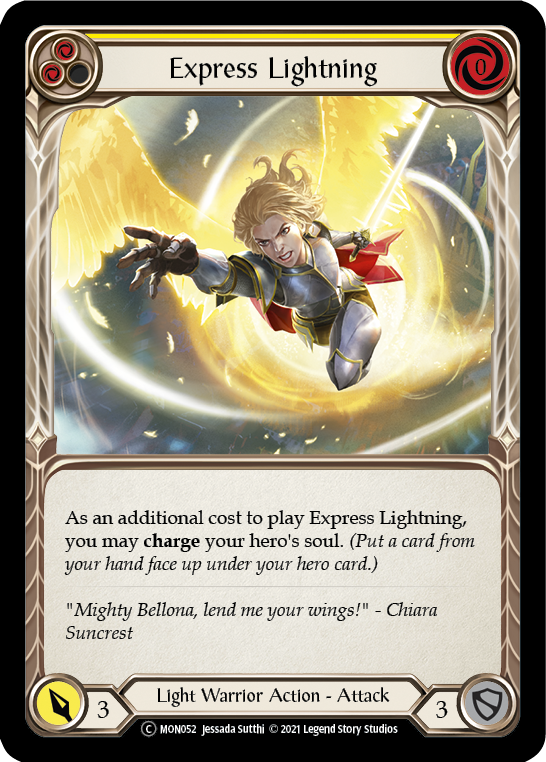 Express Lightning
0
As an additional cost to play Express Lightning,
you may charge your hero's soul. (Put a card from
your hand face up under your hero card.)
"Mighty Bellona, lend me your wings!" - Chiara
Suncrest
3
Light Warrior Action - Attack
3
C MON052 Jessada Sutthi © 2021 Legend Story Studios